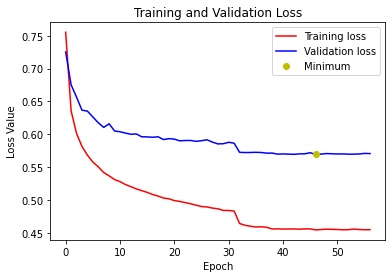 Training and Validation Loss
Training loss
Validation loss
Minimum
Loss Value
0.75
0.70
0.65
0.60
0.55
0.50
0.45
0
10
20
30
40
50
Epoch